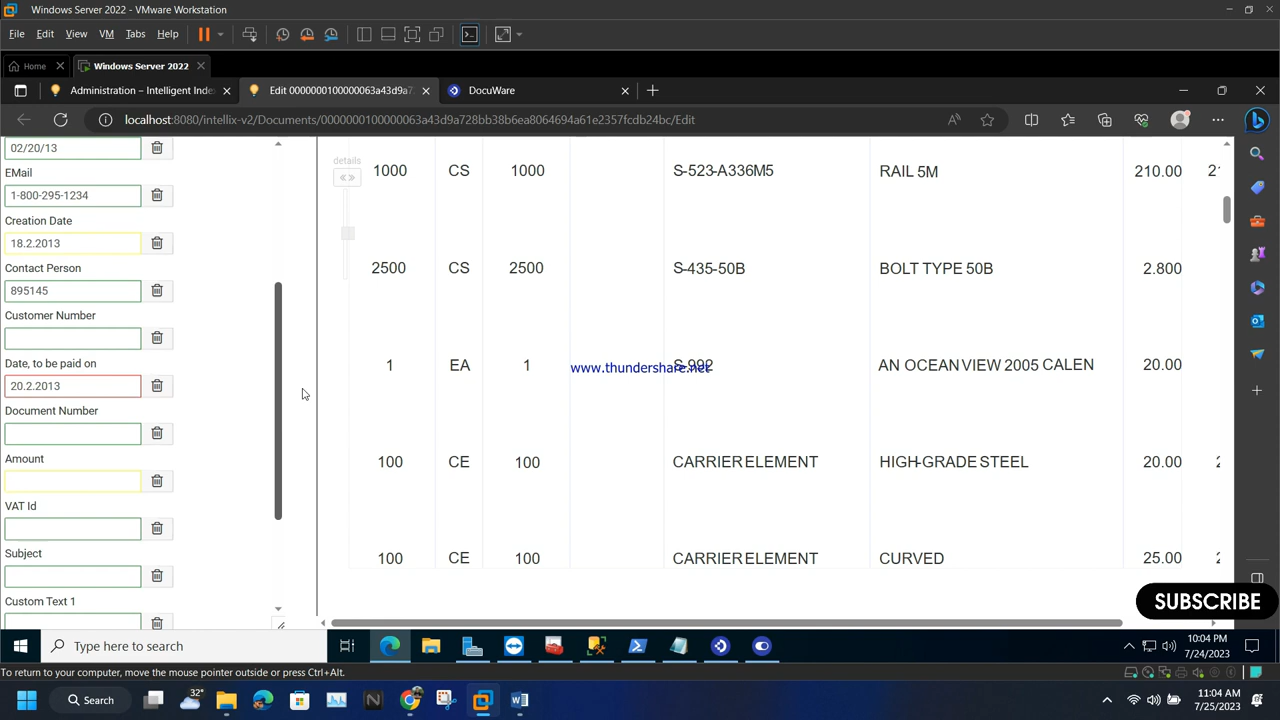 Windows Server 2022 - VMware Workstation
File Edit View VM Tabs Help
Home Windows Server 2022
Administration – Intelligent Inde Edit 0000000100000063a43d9a7 DocuWare
localhost:8080/intellix-v2/Documents/0000000100000063a43d9a728bb38b6ea8064694a61e2357fcdb24bc/Edit
02/20/13
EMail
1-800-295-1234
Creation Date
18.2.2013
Contact Person
895145
Customer Number
Date, to be paid on
20.2.2013
Document Number
Amount
VAT Id
Subject
Custom Text 1
details
1000 CS 1000 S-523-A336M5 RAIL 5M 210.00
2500 CS 2500 S-435-50B BOLT TYPE 50B 2.800
1 EA 1 S-992 AN OCEAN VIEW 2005 CALEN 20.00
www.thundershare.net
100 CE 100 CARRIER ELEMENT HIGH-GRADE STEEL 20.00
100 CE 100 CARRIER ELEMENT CURVED 25.00
SUBSCRIBE
Type here to search
10:04 PM
7/24/2023
To return to your computer, move the mouse pointer outside or press Ctrl+Alt.
Search
32°
11:04 AM
7/25/2023